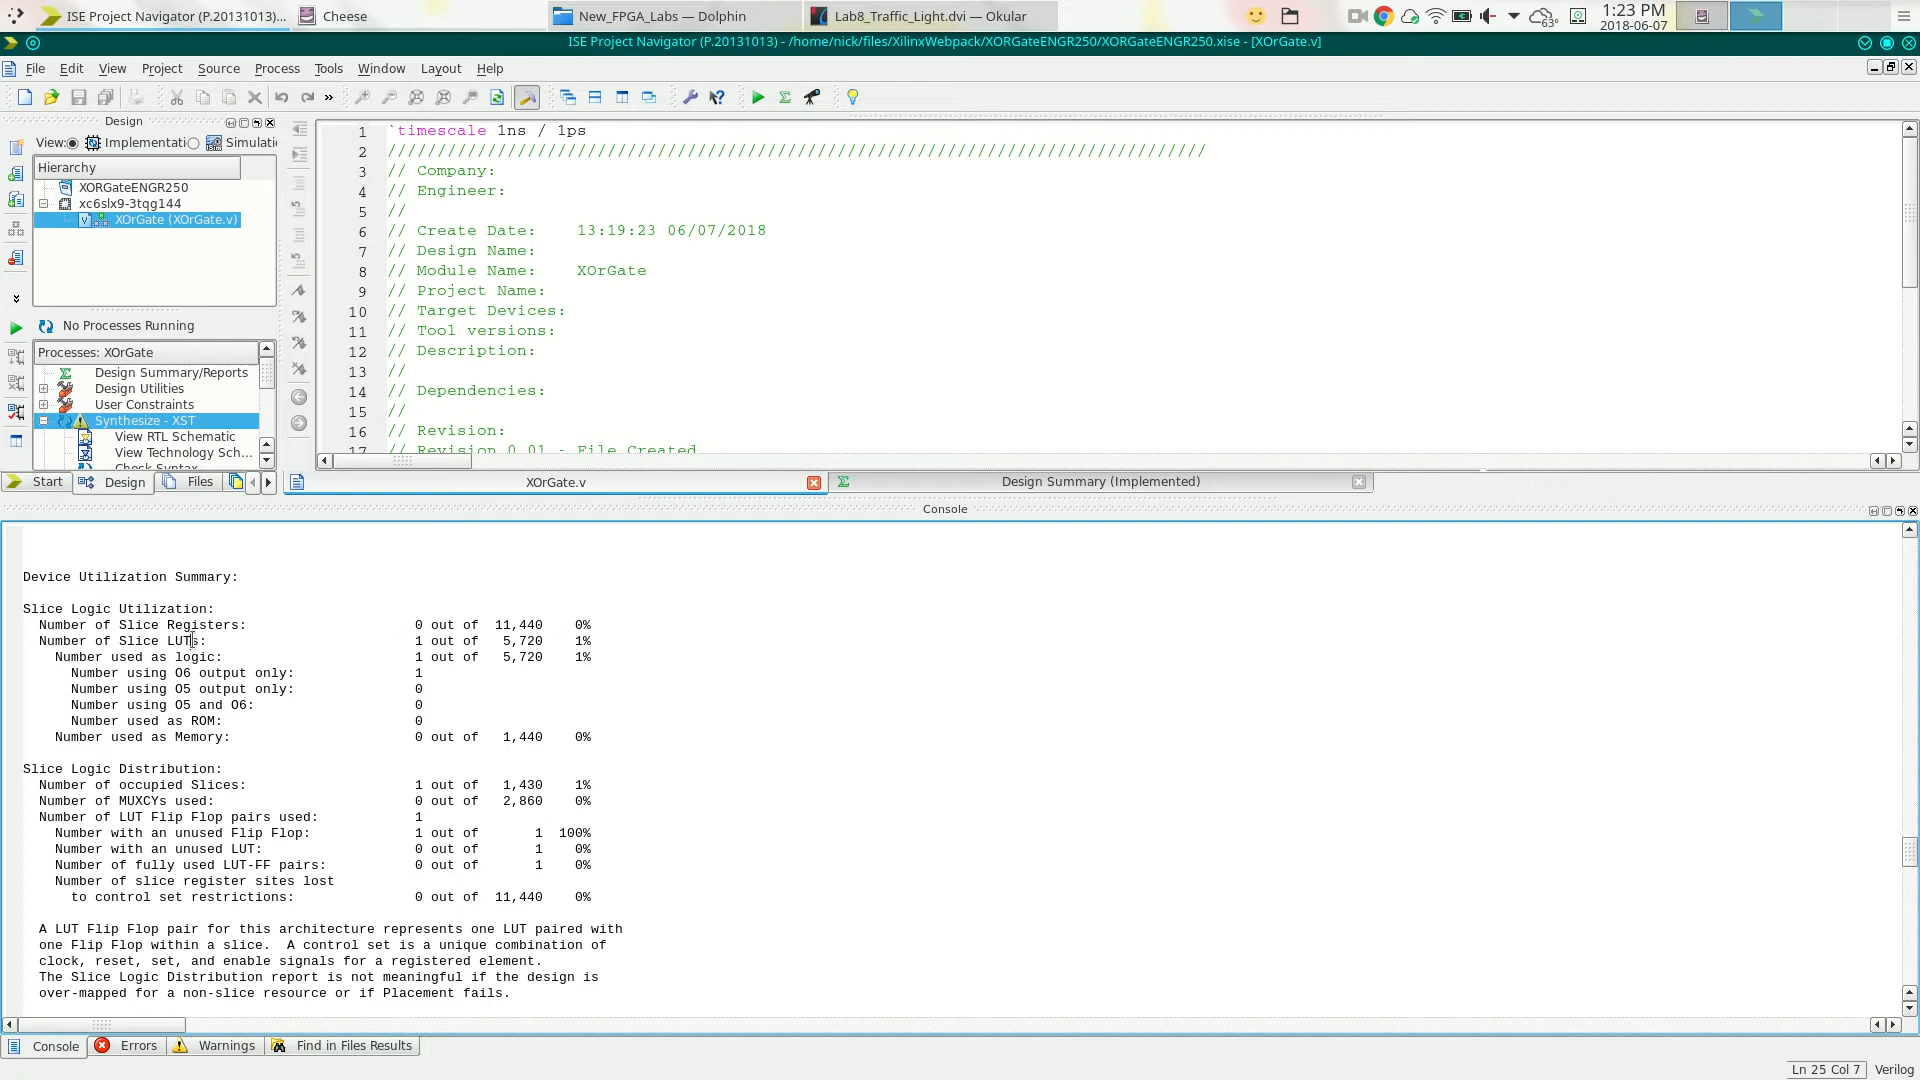 ISE Project Navigator (P.20131013)...
Cheese
New_FPGA_Labs — Dolphin
Lab8_Traffic_Light.dvi — Okular
63°
1:23 PM
2018-06-07
ISE Project Navigator (P.20131013) - /home/nick/files/XilinxWebpack/XORGateENGR250/XORGateENGR250.xise - [XOrGate.v]
File Edit View Project Source Process Tools Window Layout Help
Design
View: Implementati Simulati
Hierarchy
XORGateENGR250
xc6slx9-3tqg144
XOrGate (XOrGate.v)
No Processes Running
Processes: XOrGate
Design Summary/Reports
Design Utilities
User Constraints
Synthesize - XST
View RTL Schematic
View Technology Sch...
Check Syntax
Start Design Files
1 `timescale 1ns / 1ps
2 //////////////////////////////////////////////////////////////////////////////////
3 // Company:
4 // Engineer:
5 //
6 // Create Date:    13:19:23 06/07/2018
7 // Design Name:
8 // Module Name:    XOrGate
9 // Project Name:
10 // Target Devices:
11 // Tool versions:
12 // Description:
13 //
14 // Dependencies:
15 //
16 // Revision:
17 // Revision 0.01 - File Created
XOrGate.v
Design Summary (Implemented)
Console
Device Utilization Summary:
Slice Logic Utilization:
Number of Slice Registers: 0 out of 11,440 0%
Number of Slice LUTs: 1 out of 5,720 1%
Number used as logic: 1 out of 5,720 1%
Number using O6 output only: 1
Number using O5 output only: 0
Number using O5 and O6: 0
Number used as ROM: 0
Number used as Memory: 0 out of 1,440 0%
Slice Logic Distribution:
Number of occupied Slices: 1 out of 1,430 1%
Number of MUXCYs used: 0 out of 2,860 0%
Number of LUT Flip Flop pairs used: 1
Number with an unused Flip Flop: 1 out of 1 100%
Number with an unused LUT: 0 out of 1 0%
Number of fully used LUT-FF pairs: 0 out of 1 0%
Number of slice register sites lost
to control set restrictions: 0 out of 11,440 0%
A LUT Flip Flop pair for this architecture represents one LUT paired with
one Flip Flop within a slice.  A control set is a unique combination of
clock, reset, set, and enable signals for a registered element.
The Slice Logic Distribution report is not meaningful if the design is
over-mapped for a non-slice resource or if Placement fails.
Console Errors Warnings Find in Files Results
Ln 25 Col 7 Verilog